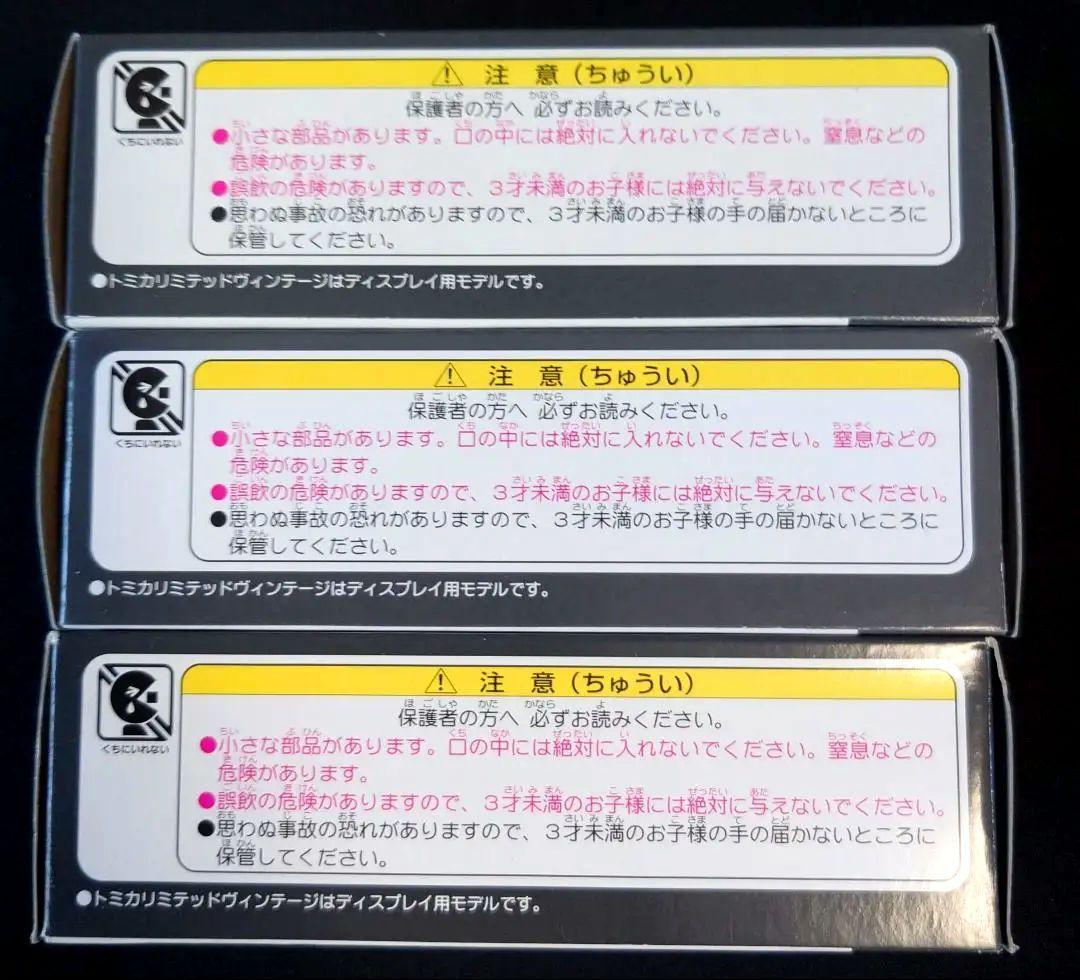 注 意（ちゅうい）
保護者の方へ 必ずお読みください。
くちにいれない
●小さな部品があります。口の中には絶対に入れないでください。窒息などの
危険があります。
●誤飲の危険がありますので、３才未満のお子様には絶対に与えないでください。
●思わぬ事故の恐れがありますので、３才未満のお子様の手の届かないところに
保管してください。
●トミカリミテッドヴィンテージはディスプレイ用モデルです。
注 意（ちゅうい）
保護者の方へ 必ずお読みください。
くちにいれない
●小さな部品があります。口の中には絶対に入れないでください。窒息などの
危険があります。
●誤飲の危険がありますので、３才未満のお子様には絶対に与えないでください。
●思わぬ事故の恐れがありますので、３才未満のお子様の手の届かないところに
保管してください。
●トミカリミテッドヴィンテージはディスプレイ用モデルです。
注 意（ちゅうい）
保護者の方へ 必ずお読みください。
くちにいれない
●小さな部品があります。口の中には絶対に入れないでください。窒息などの
危険があります。
●誤飲の危険がありますので、３才未満のお子様には絶対に与えないでください。
●思わぬ事故の恐れがありますので、３才未満のお子様の手の届かないところに
保管してください。
●トミカリミテッドヴィンテージはディスプレイ用モデルです。